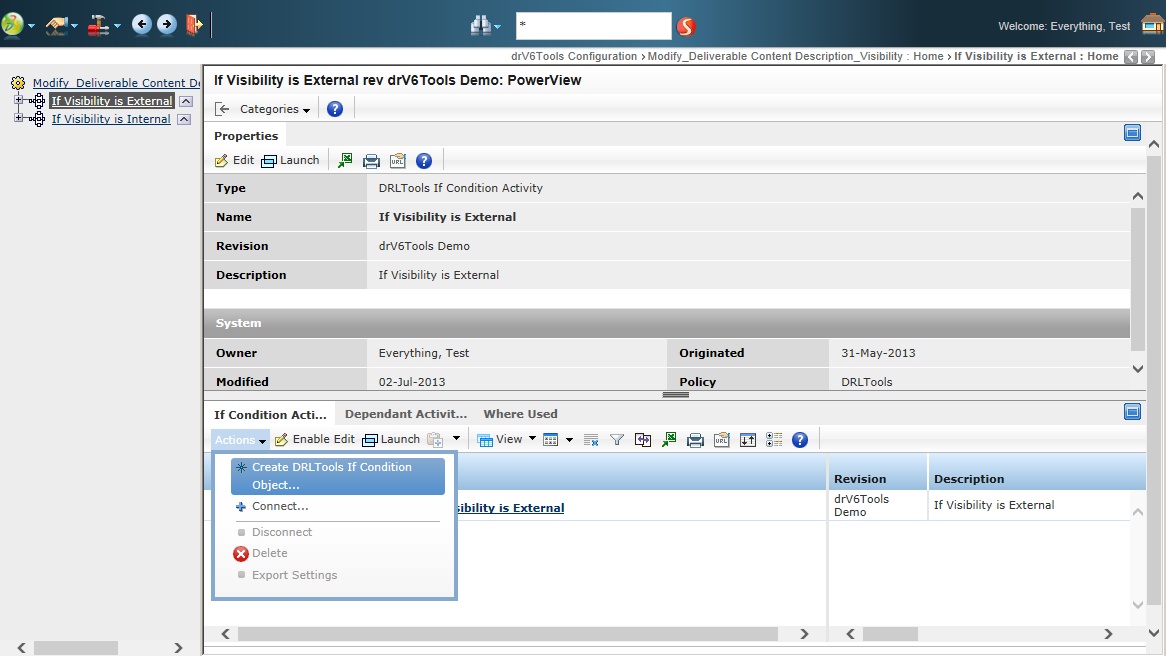 *
Welcome: Everything, Test
drV6Tools Configuration › Modify_Deliverable Content Description_Visibility : Home › If Visibility is External : Home
Modify_Deliverable Content De
If Visibility is External
If Visibility is Internal
If Visibility is External rev drV6Tools Demo: PowerView
Categories
Properties
Edit Launch
Type DRLTools If Condition Activity
Name If Visibility is External
Revision drV6Tools Demo
Description If Visibility is External
System
Owner Everything, Test Originated 31-May-2013
Modified 02-Jul-2013 Policy DRLTools
If Condition Acti... Dependant Activit... Where Used
Actions Enable Edit Launch View
Create DRLTools If Condition
Object...
Connect...
Disconnect
Delete
Export Settings
Revision Description
sibility is External
drV6Tools
Demo
If Visibility is External